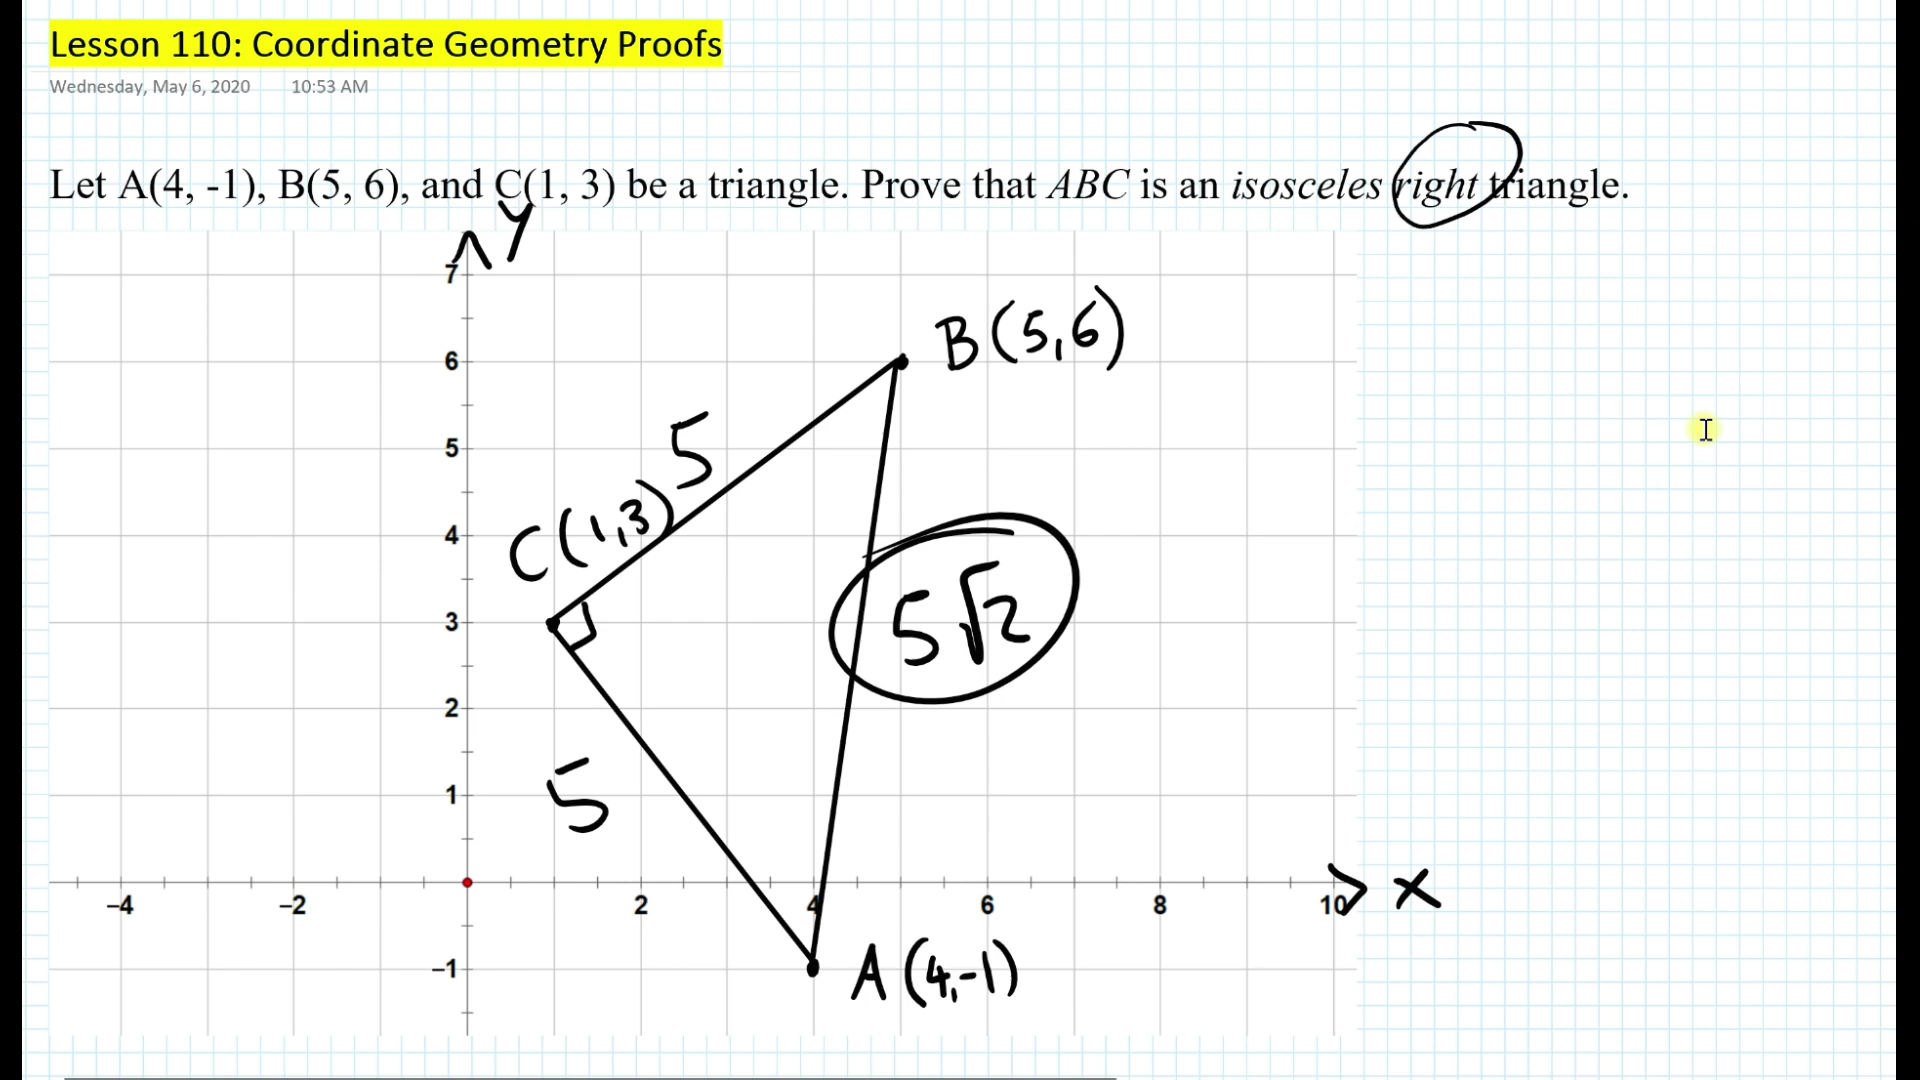 Lesson 110: Coordinate Geometry Proofs
Wednesday, May 6, 2020 10:53 AM
Let A(4, -1), B(5, 6), and C(1, 3) be a triangle. Prove that ABC is an isosceles right triangle.
y
7
B(5,6)
6
5
5
C(1,3)
4
5√2
3
2
5
1
−4 −2 2 4 6 8 10 x
−1
A(4,-1)